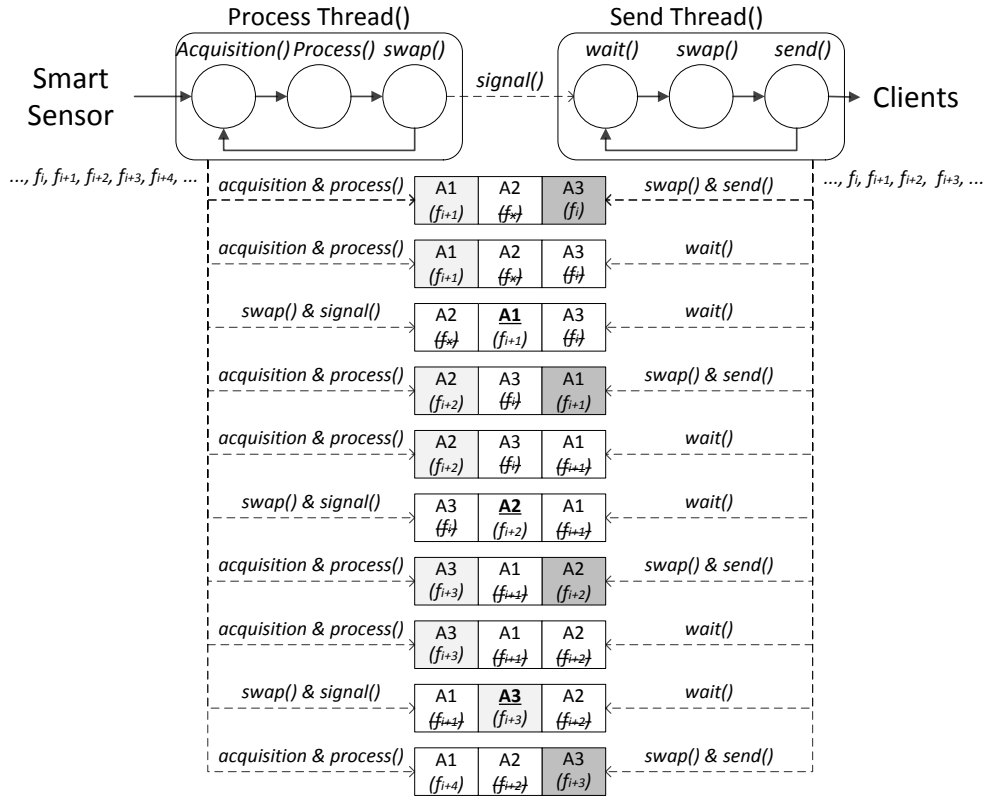 Process Thread() Send Thread()
Acquisition() Process() swap() wait() swap() send()
Smart Sensor signal() Clients
..., fi, fi+1, fi+2, fi+3, fi+4, ... ..., fi, fi+1, fi+2, fi+3, ...
acquisition & process() A1 A2 A3 swap() & send()
(fi+1) (fx) (fi)
acquisition & process() A1 A2 A3 wait()
(fi+1) (fx) (fi)
swap() & signal() A2 A1 A3 wait()
(fx) (fi+1) (fi)
acquisition & process() A2 A3 A1 swap() & send()
(fi+2) (fi) (fi+1)
acquisition & process() A2 A3 A1 wait()
(fi+2) (fi) (fi+1)
swap() & signal() A3 A2 A1 wait()
(fi) (fi+2) (fi+1)
acquisition & process() A3 A1 A2 swap() & send()
(fi+3) (fi+1) (fi+2)
acquisition & process() A3 A1 A2 wait()
(fi+3) (fi+1) (fi+2)
swap() & signal() A1 A3 A2 wait()
(fi+1) (fi+3) (fi+2)
acquisition & process() A1 A2 A3 swap() & send()
(fi+4) (fi+2) (fi+3)